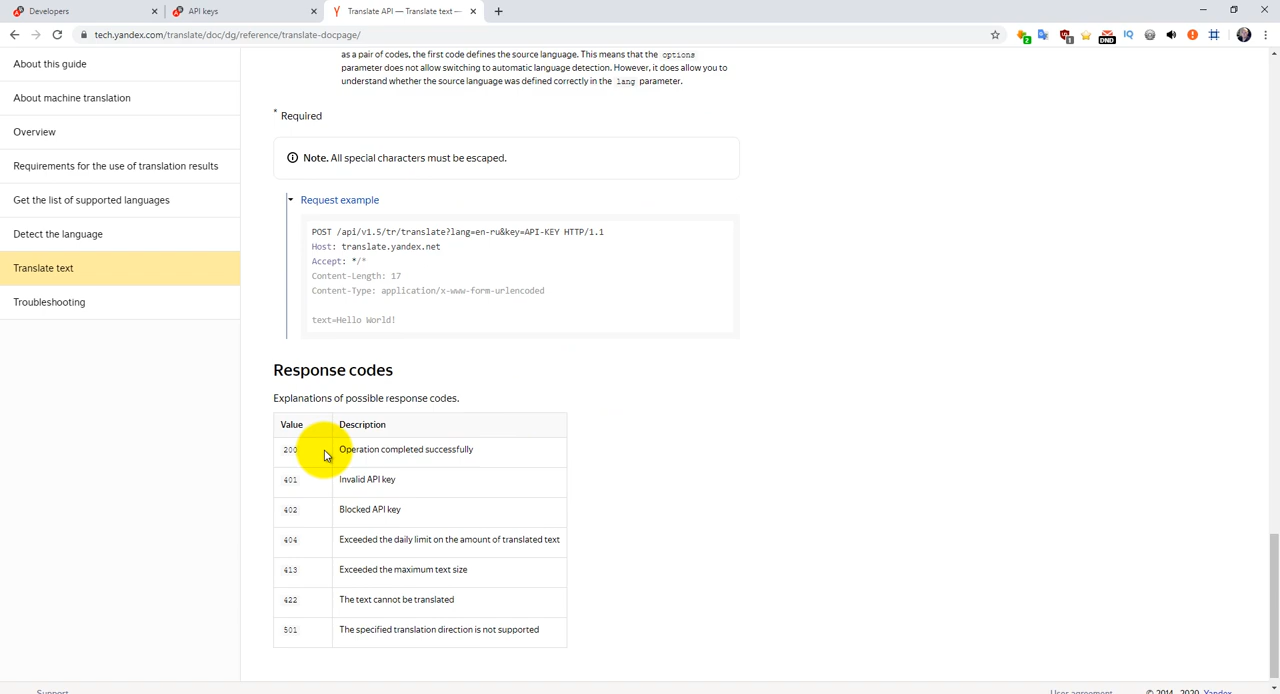 Developers
API keys
Translate API — Translate text —
tech.yandex.com/translate/doc/dg/reference/translate-docpage/
2
1
DND
IQ
About this guide
About machine translation
Overview
Requirements for the use of translation results
Get the list of supported languages
Detect the language
Translate text
Troubleshooting
as a pair of codes, the first code defines the source language. This means that the options
parameter does not allow switching to automatic language detection. However, it does allow you to
understand whether the source language was defined correctly in the lang parameter.
* Required
Note. All special characters must be escaped.
Request example
POST /api/v1.5/tr/translate?lang=en-ru&key=API-KEY HTTP/1.1
Host: translate.yandex.net
Accept: */*
Content-Length: 17
Content-Type: application/x-www-form-urlencoded
text=Hello World!
Response codes
Explanations of possible response codes.
Value Description
200 Operation completed successfully
401 Invalid API key
402 Blocked API key
404 Exceeded the daily limit on the amount of translated text
413 Exceeded the maximum text size
422 The text cannot be translated
501 The specified translation direction is not supported
Support
User agreement
© 2014–2020 Yandex